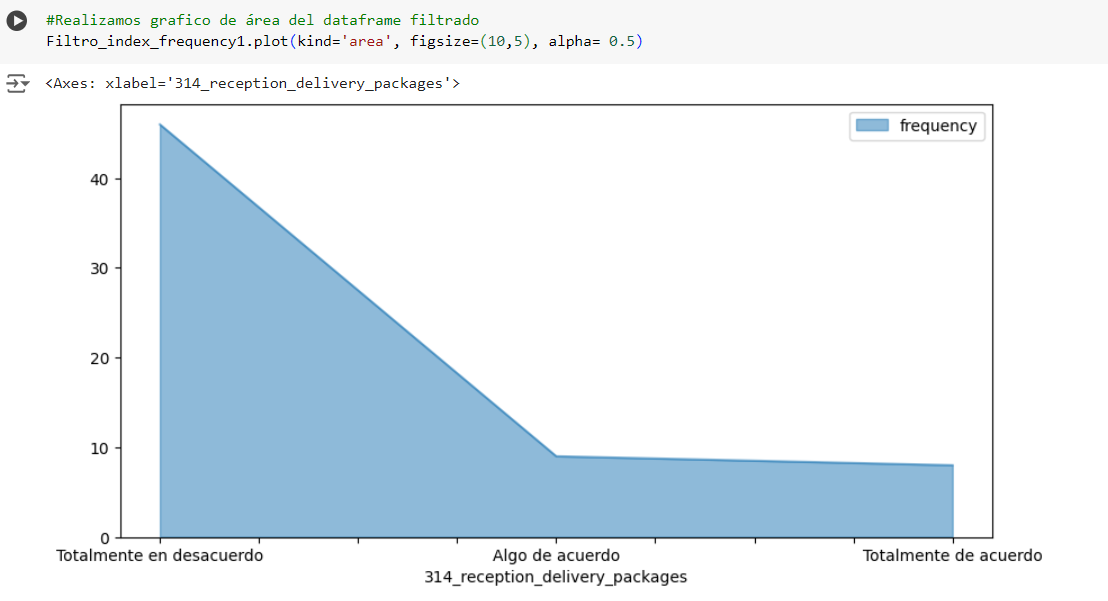 #Realizamos grafico de área del dataframe filtrado
Filtro_index_frequency1.plot(kind='area', figsize=(10,5), alpha= 0.5)
<Axes: xlabel='314_reception_delivery_packages'>
frequency
40
30
20
10
0
Totalmente en desacuerdo Algo de acuerdo Totalmente de acuerdo
314_reception_delivery_packages